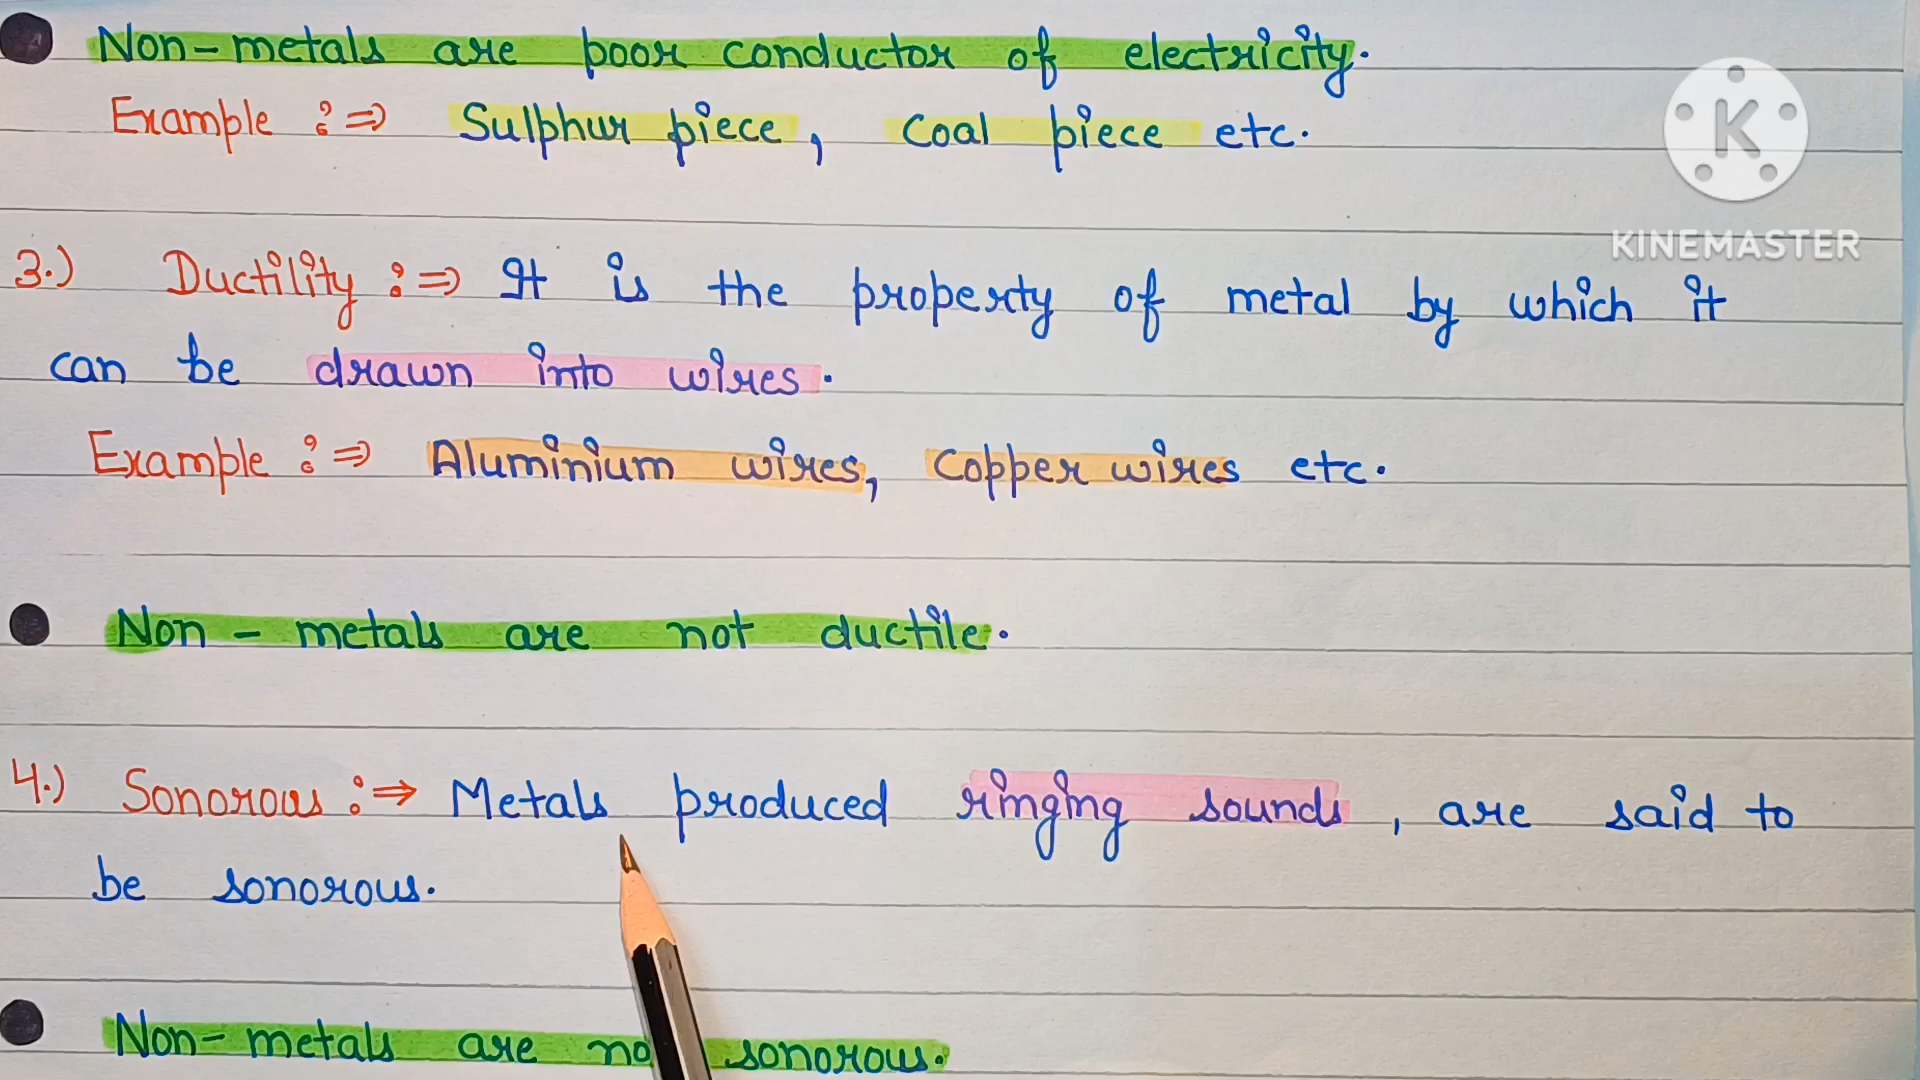 Non-metals are poor conductor of electricity.
Example :⇒ Sulphur piece, Coal piece etc.
K
KINEMASTER
3.) Ductility :⇒ It is the property of metal by which it
can be drawn into wires.
Example :⇒ Aluminium wires, Copper wires etc.
Non-metals are not ductile.
4.) Sonorous :⇒ Metals produced ringing sounds, are said to
be sonorous.
Non-metals are no sonorous.